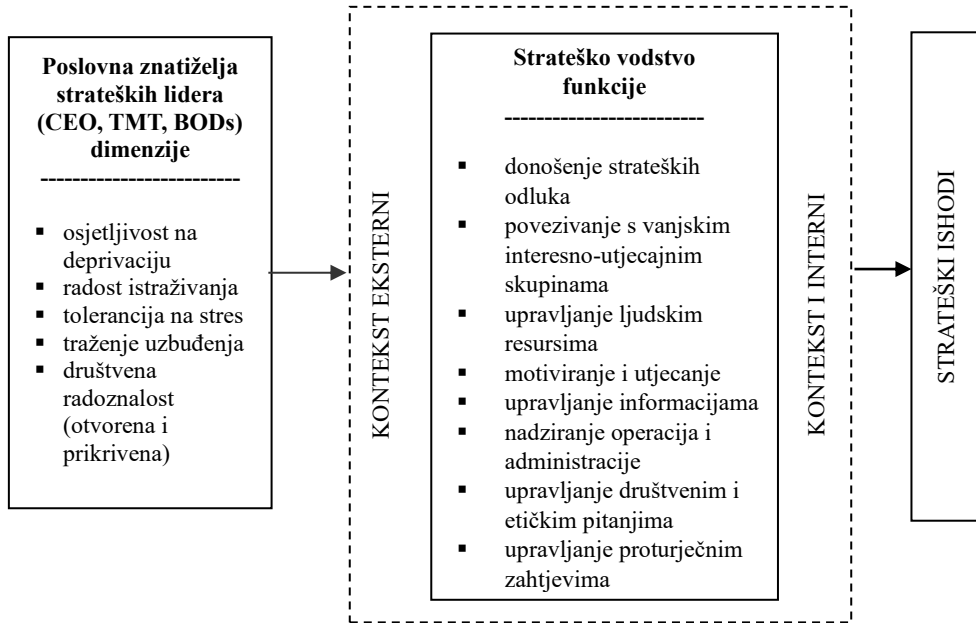 Poslovna znatiželja
strateških lidera
(CEO, TMT, BODs)
dimenzije
-------------------------
▪ osjetljivost na
deprivaciju
▪ radost istraživanja
▪ tolerancija na stres
▪ traženje uzbuđenja
▪ društvena
radoznalost
(otvorena i
prikrivena)
KONTEKST EKSTERNI
Strateško vodstvo
funkcije
-------------------------
▪ donošenje strateških
odluka
▪ povezivanje s vanjskim
interesno-utjecajnim
skupinama
▪ upravljanje ljudskim
resursima
▪ motiviranje i utjecanje
▪ upravljanje informacijama
▪ nadziranje operacija i
administracije
▪ upravljanje društvenim i
etičkim pitanjima
▪ upravljanje proturječnim
zahtjevima
KONTEKST I INTERNI
STRATEŠKI ISHODI